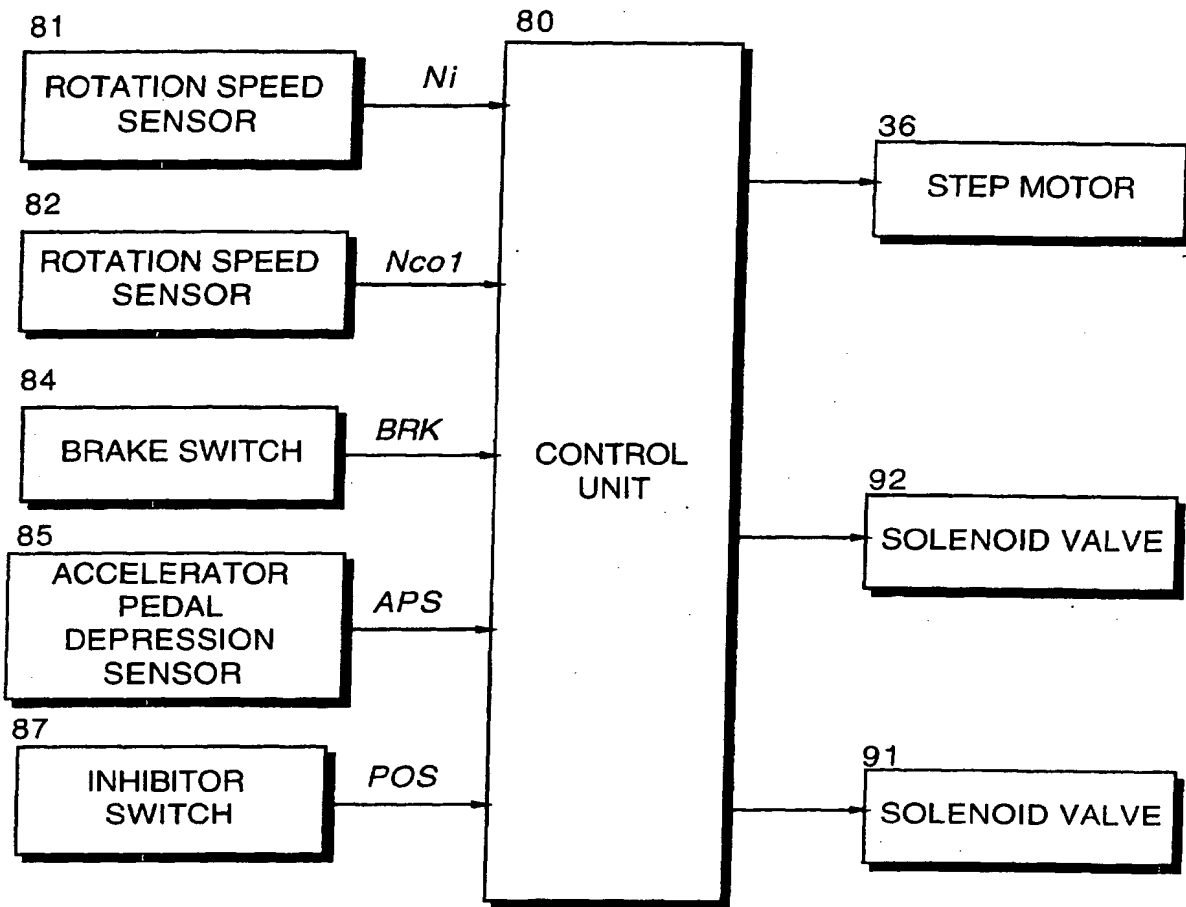 81
ROTATION SPEED
SENSOR
Ni
82
ROTATION SPEED
SENSOR
Nco1
84
BRAKE SWITCH
BRK
85
ACCELERATOR
PEDAL
DEPRESSION
SENSOR
APS
87
INHIBITOR
SWITCH
POS
80
CONTROL
UNIT
36
STEP MOTOR
92
SOLENOID VALVE
91
SOLENOID VALVE